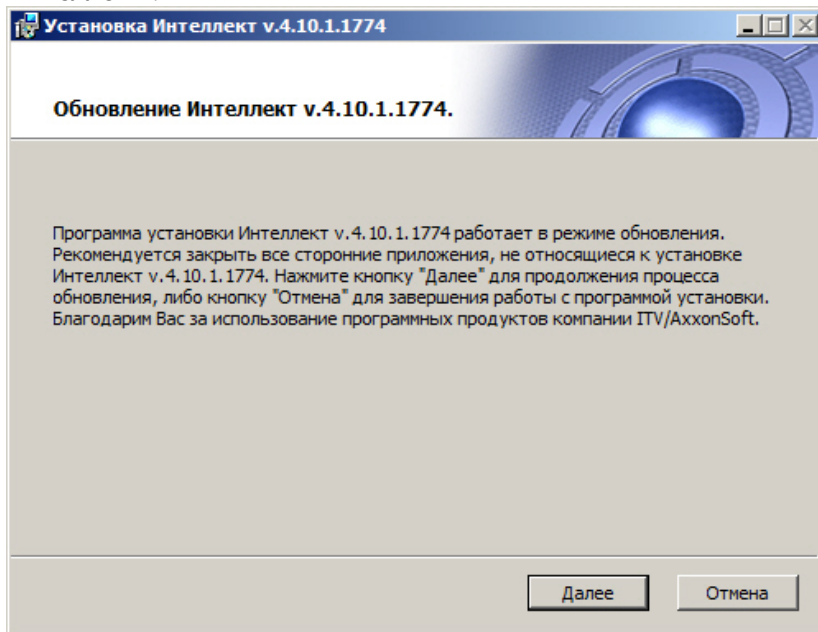 Установка Интеллект v.4.10.1.1774
Обновление Интеллект v.4.10.1.1774.
Программа установки Интеллект v.4.10.1.1774 работает в режиме обновления.
Рекомендуется закрыть все сторонние приложения, не относящиеся к установке
Интеллект v.4.10.1.1774. Нажмите кнопку "Далее" для продолжения процесса
обновления, либо кнопку "Отмена" для завершения работы с программой установки.
Благодарим Вас за использование программных продуктов компании ITV/AxxonSoft.
Далее
Отмена